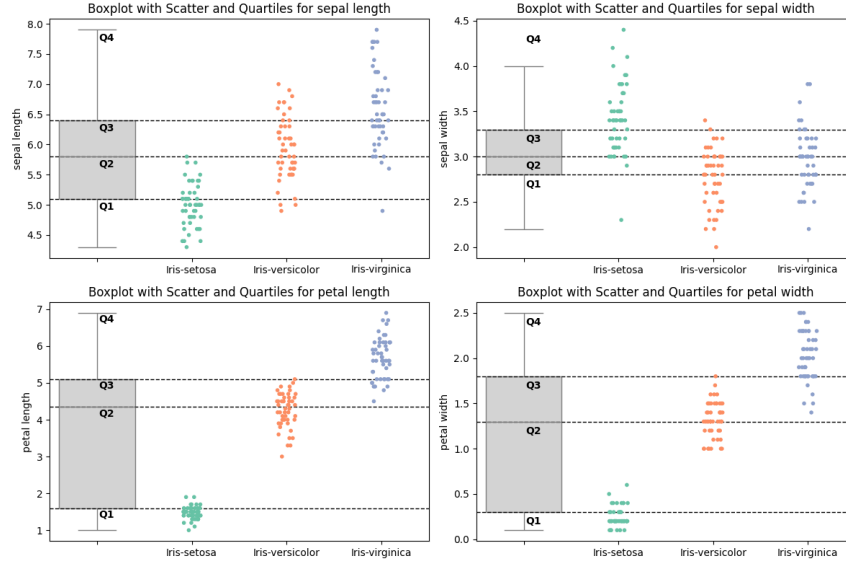 Boxplot with Scatter and Quartiles for sepal length
8.0
7.5
7.0
6.5
6.0
5.5
5.0
4.5
sepal length
Q4
Q3
Q2
Q1
Iris-setosa
Iris-versicolor
Iris-virginica
Boxplot with Scatter and Quartiles for sepal width
4.5
4.0
3.5
3.0
2.5
2.0
sepal width
Q4
Q3
Q2
Q1
Iris-setosa
Iris-versicolor
Iris-virginica
Boxplot with Scatter and Quartiles for petal length
7
6
5
4
3
2
1
petal length
Q4
Q3
Q2
Q1
Iris-setosa
Iris-versicolor
Iris-virginica
Boxplot with Scatter and Quartiles for petal width
2.5
2.0
1.5
1.0
0.5
0.0
petal width
Q4
Q3
Q2
Q1
Iris-setosa
Iris-versicolor
Iris-virginica